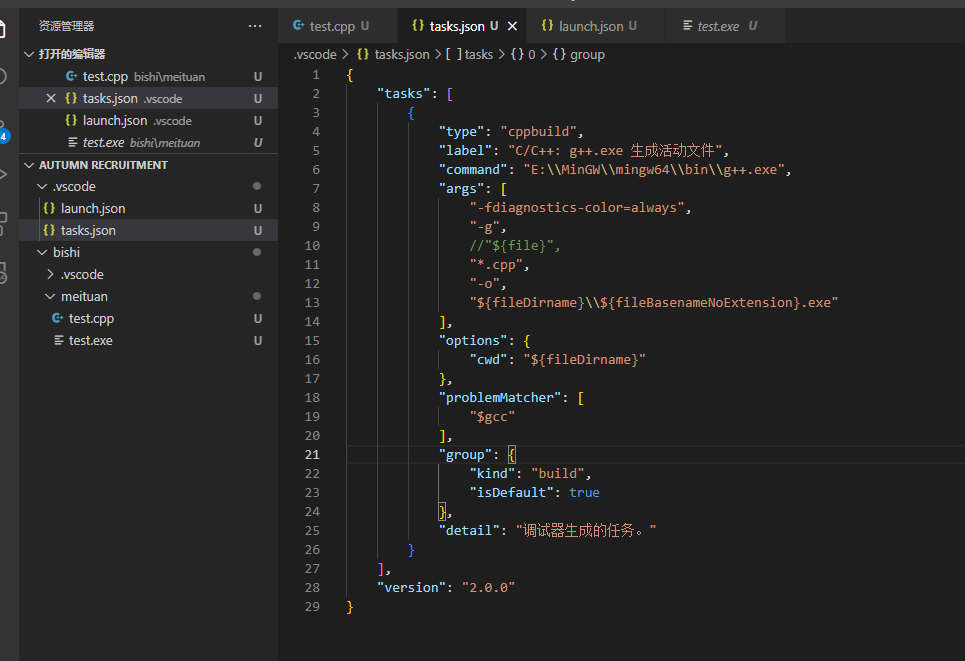 资源管理器 ...
打开的编辑器
test.cpp bishi\meituan U
tasks.json .vscode U
launch.json .vscode U
test.exe bishi\meituan U
4
AUTUMN RECRUITMENT
.vscode
launch.json U
tasks.json U
bishi
.vscode
meituan
test.cpp U
test.exe U
test.cpp U
tasks.json U
launch.json U
test.exe U
.vscode > {} tasks.json > [ ] tasks > {} 0 > {} group
1 {
2 "tasks": [
3 {
4 "type": "cppbuild",
5 "label": "C/C++: g++.exe 生成活动文件",
6 "command": "E:\\MinGW\\mingw64\\bin\\g++.exe",
7 "args": [
8 "-fdiagnostics-color=always",
9 "-g",
10 //"${file}",
11 "*.cpp",
12 "-o",
13 "${fileDirname}\\${fileBasenameNoExtension}.exe"
14 ],
15 "options": {
16 "cwd": "${fileDirname}"
17 },
18 "problemMatcher": [
19 "$gcc"
20 ],
21 "group": {
22 "kind": "build",
23 "isDefault": true
24 },
25 "detail": "调试器生成的任务。"
26 }
27 ],
28 "version": "2.0.0"
29 }